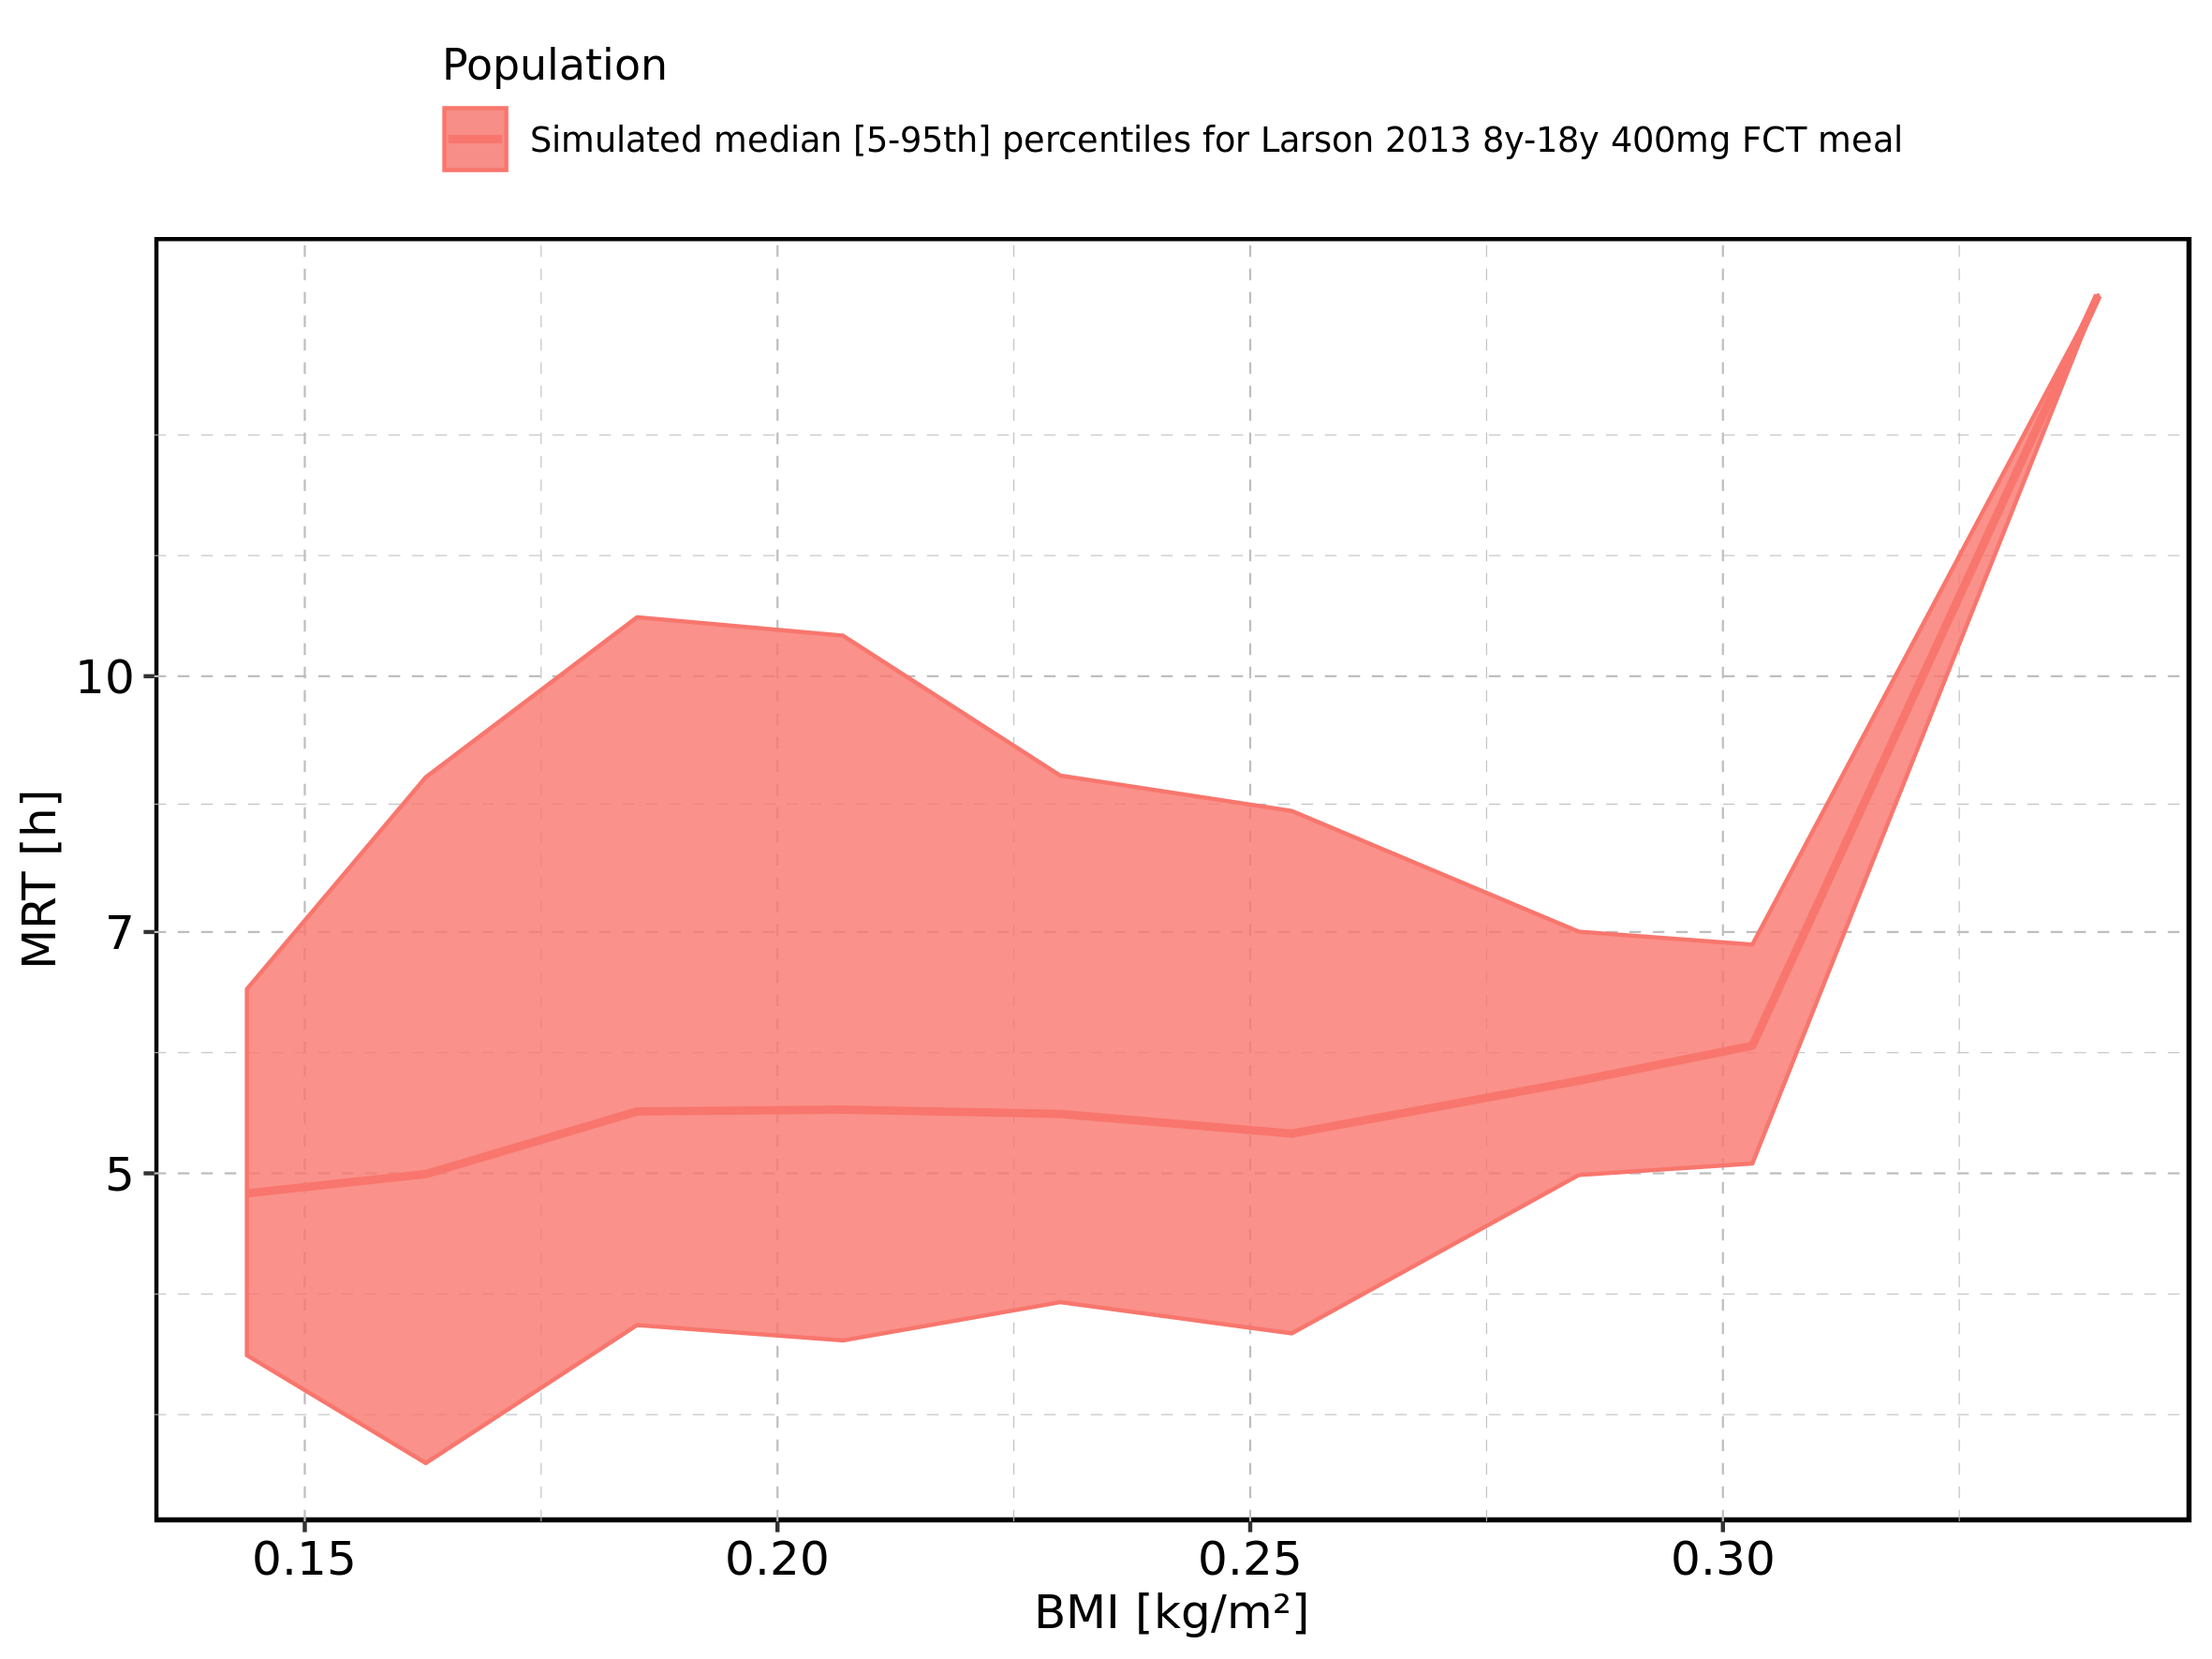 Population
Simulated median [5-95th] percentiles for Larson 2013 8y-18y 400mg FCT meal
MRT [h]
10
7
5
0.15
0.20
0.25
0.30
BMI [kg/m²]